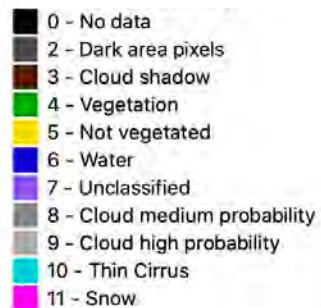 0 - No data
2 - Dark area pixels
3 - Cloud shadow
4 - Vegetation
5 - Not vegetated
6 - Water
7 - Unclassified
8 - Cloud medium probability
9 - Cloud high probability
10 - Thin Cirrus
11 - Snow